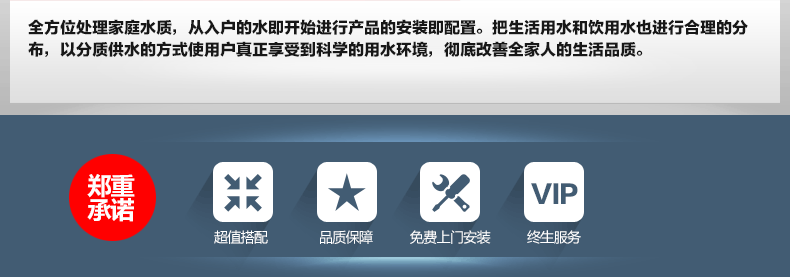 全方位处理家庭水质，从入户的水即开始进行产品的安装即配置。把生活用水和饮用水也进行合理的分
布，以分质供水的方式使用户真正享受到科学的用水环境，彻底改善全家人的生活品质。
郑重
承诺
VIP
超值搭配 品质保障 免费上门安装 终生服务